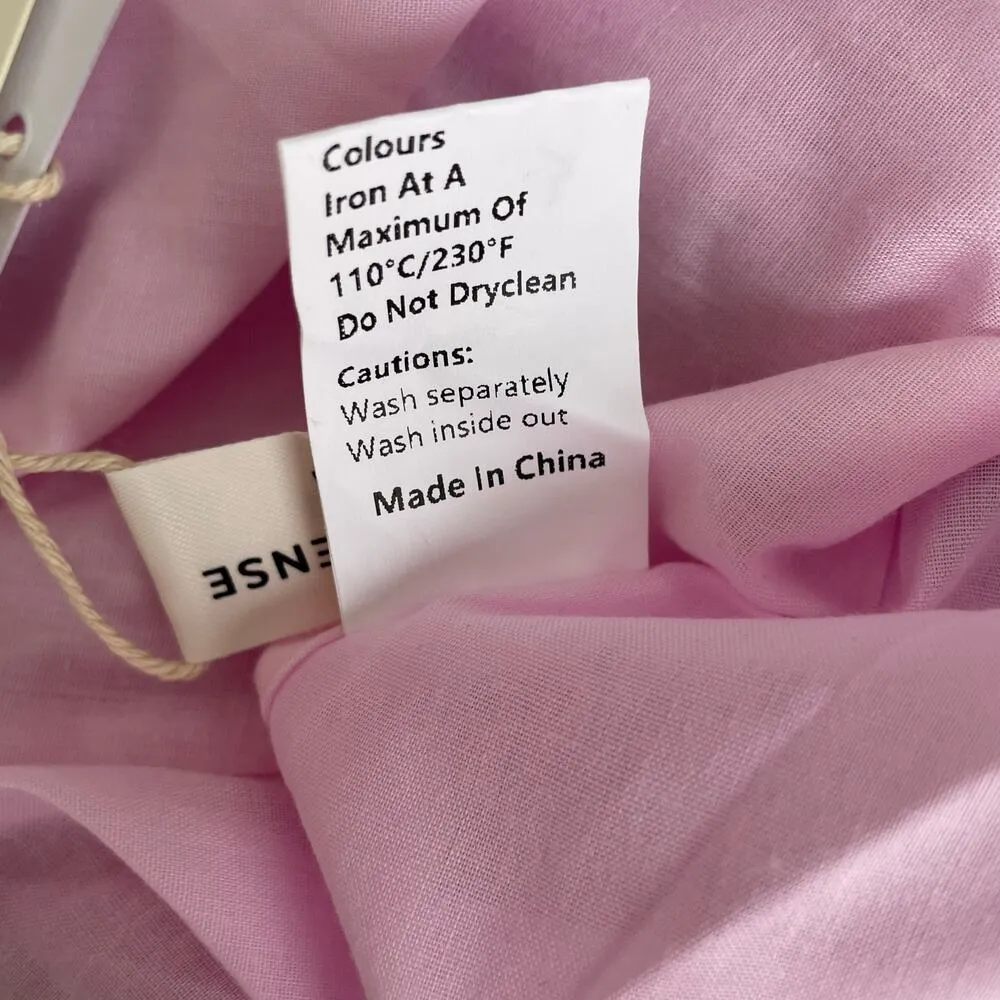 Colours
Iron At A
Maximum Of
110°C/230°F
Do Not Dryclean
Cautions:
Wash separately
Wash inside out
Made In China
ENSE